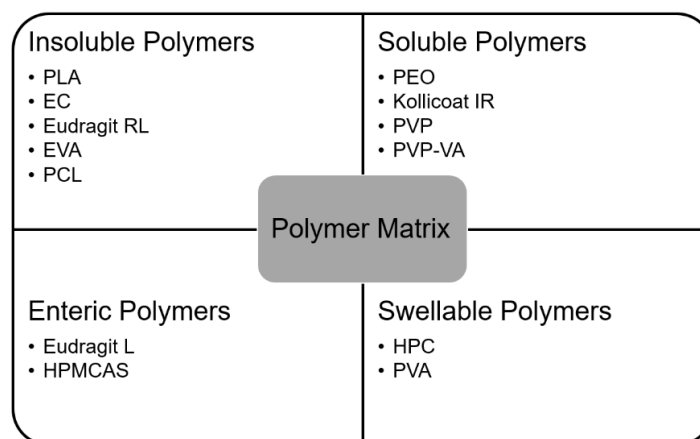 Insoluble Polymers
• PLA
• EC
• Eudragit RL
• EVA
• PCL
Soluble Polymers
• PEO
• Kollicoat IR
• PVP
• PVP-VA
Polymer Matrix
Enteric Polymers
• Eudragit L
• HPMCAS
Swellable Polymers
• HPC
• PVA